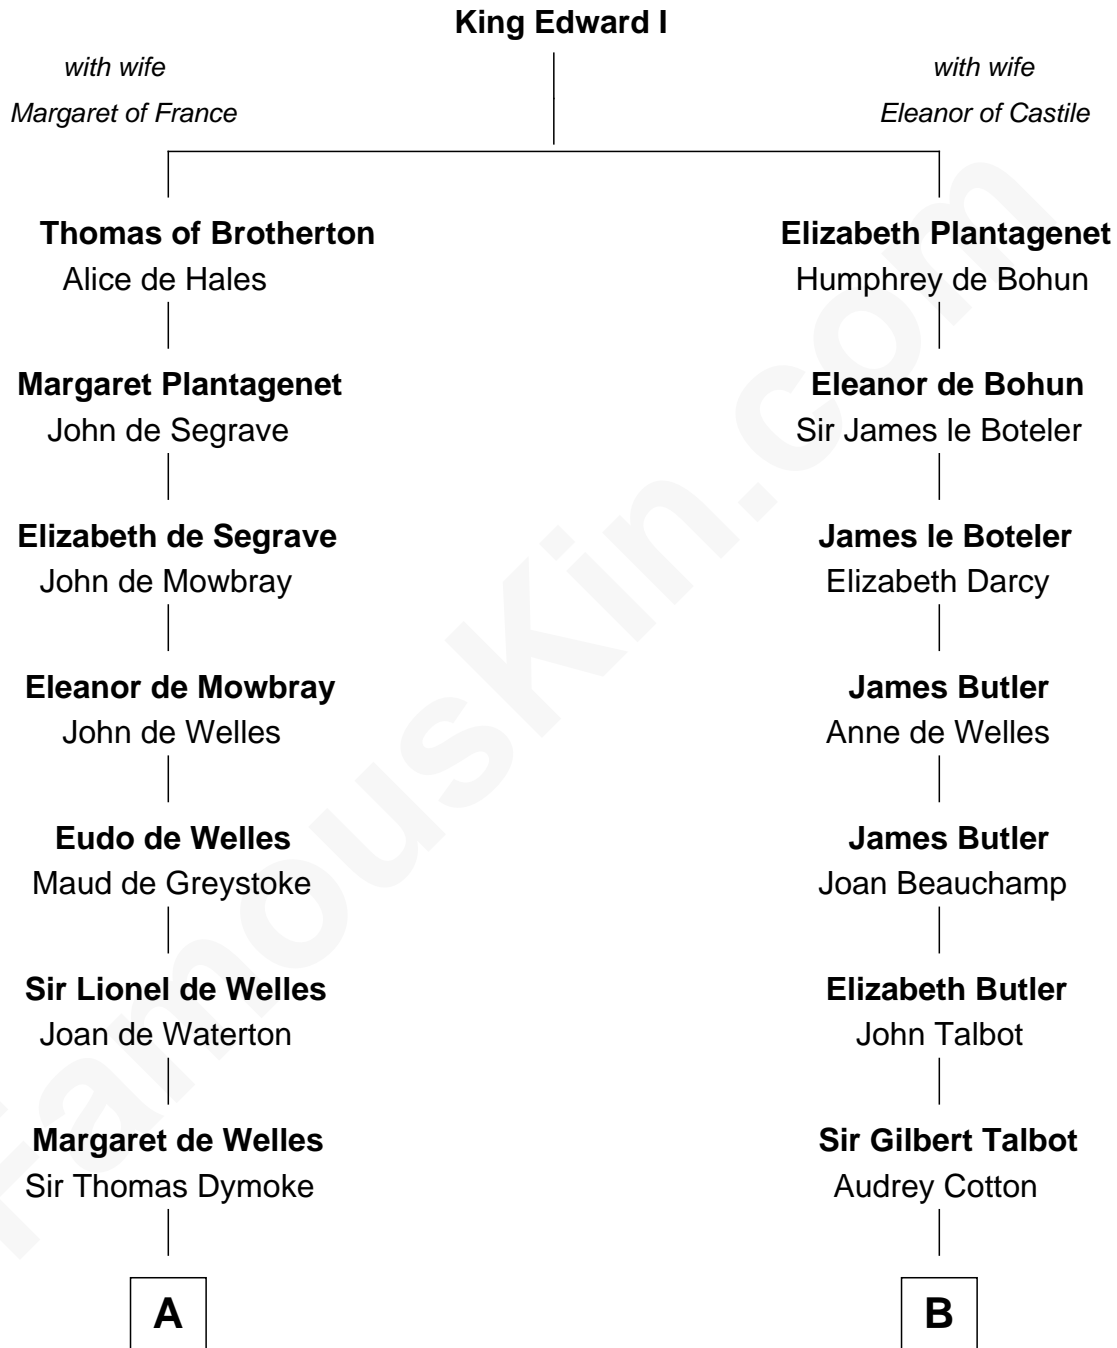 King Edward I
with wife
Margaret of France
with wife
Eleanor of Castile
Thomas of Brotherton
Alice de Hales
Elizabeth Plantagenet
Humphrey de Bohun
Margaret Plantagenet
John de Segrave
Eleanor de Bohun
Sir James le Boteler
Elizabeth de Segrave
John de Mowbray
James le Boteler
Elizabeth Darcy
Eleanor de Mowbray
John de Welles
James Butler
Anne de Welles
Eudo de Welles
Maud de Greystoke
James Butler
Joan Beauchamp
Sir Lionel de Welles
Joan de Waterton
Elizabeth Butler
John Talbot
Margaret de Welles
Sir Thomas Dymoke
Sir Gilbert Talbot
Audrey Cotton
A
B
FamousKin.com